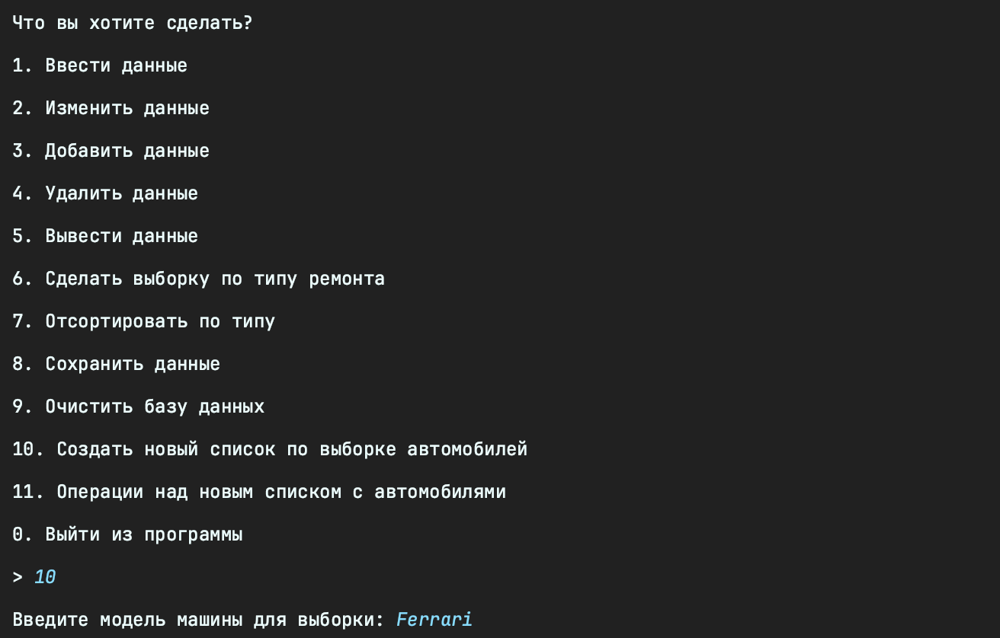 Что вы хотите сделать?
1. Ввести данные
2. Изменить данные
3. Добавить данные
4. Удалить данные
5. Вывести данные
6. Сделать выборку по типу ремонта
7. Отсортировать по типу
8. Сохранить данные
9. Очистить базу данных
10. Создать новый список по выборке автомобилей
11. Операции над новым списком с автомобилями
0. Выйти из программы
> 10
Введите модель машины для выборки: Ferrari